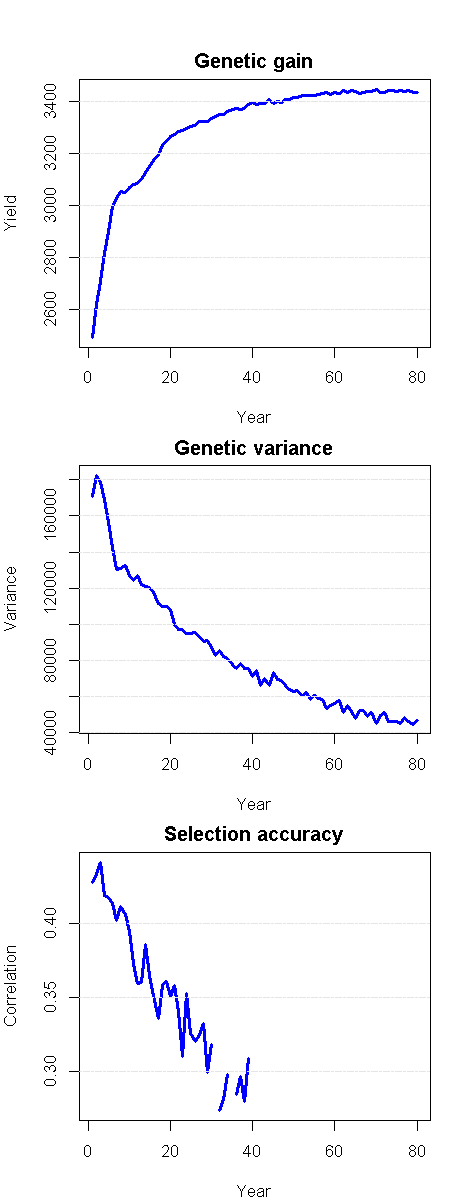 Genetic gain
3400
3200
3000
2800
2600
Yield
0 20 40 60 80
Year
Genetic variance
160000
120000
80000
40000
Variance
0 20 40 60 80
Year
Selection accuracy
0.40
0.35
0.30
Correlation
0 20 40 60 80
Year